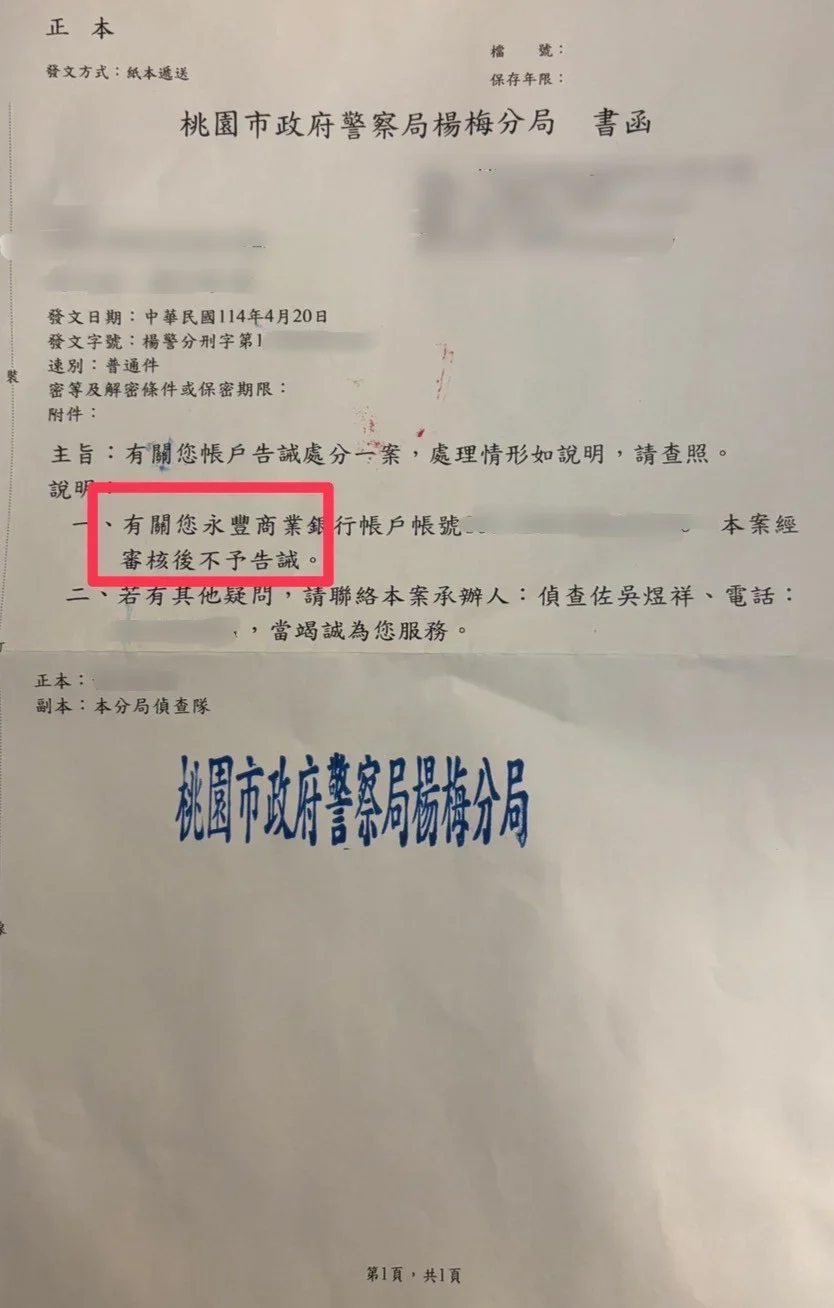 正 本
檔 號：
發文方式：紙本遞送
保存年限：
桃園市政府警察局楊梅分局 書函
發文日期：中華民國114年4月20日
發文字號：楊警分刑字第1
速別：普通件
密等及解密條件或保密期限：
附件：
裝
主旨：有關您帳戶告誡處分一案，處理情形如說明，請查照。
說明：
一、有關您永豐商業銀行帳戶帳號 本案經
審核後不予告誡。
二、若有其他疑問，請聯絡本案承辦人：偵查佐吳煜祥、電話：
，當竭誠為您服務。
訂
正本：
副本：本分局偵查隊
桃園市政府警察局楊梅分局
線
第1頁，共1頁